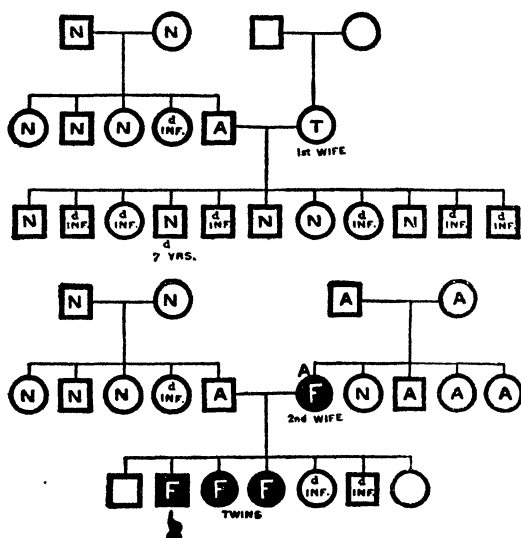 N N
N N N d INF. A T
1st WIFE
N d INF. d INF. N d INF. N N d INF. N d INF. d INF.
d
7 YRS.
N N A A
A
N N N d INF. A F N A A A
2nd WIFE
F F F d INF. d INF.
TWINS